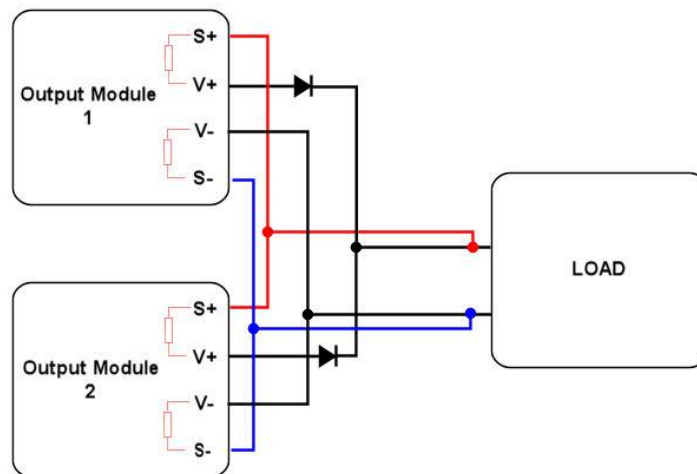 S+
V+
Output Module
1
V-
S-
LOAD
S+
V+
Output Module
2
V-
S-